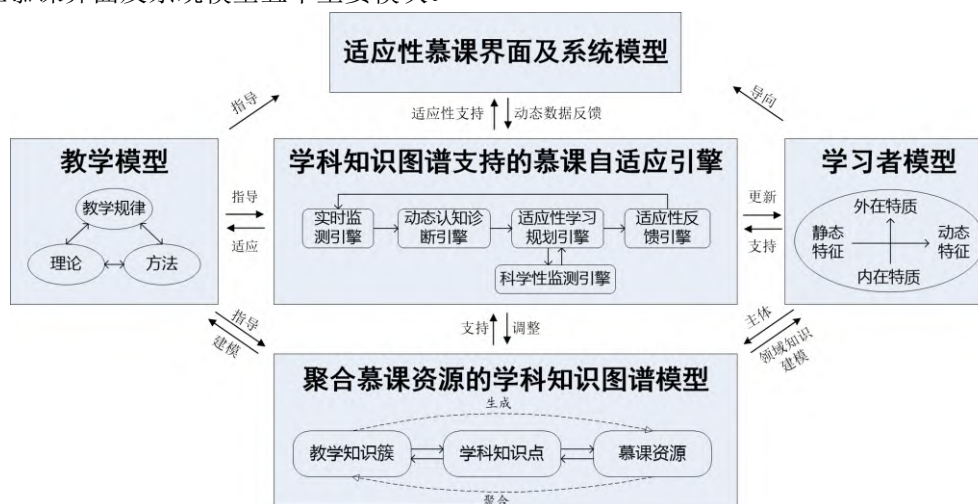 适应性慕课界面及系统模型
指导
适应性支持
动态数据反馈
导向
教学模型
教学规律
理论
方法
指导
适应
学科知识图谱支持的慕课自适应引擎
实时监
测引擎
动态认知诊
断引擎
适应性学习
规划引擎
适应性反
馈引擎
科学性监测引擎
更新
支持
学习者模型
外在特质
静态
特征
动态
特征
内在特质
指导
建模
支持
调整
主体
领域知识
建模
聚合慕课资源的学科知识图谱模型
生成
教学知识簇
学科知识点
慕课资源
聚合